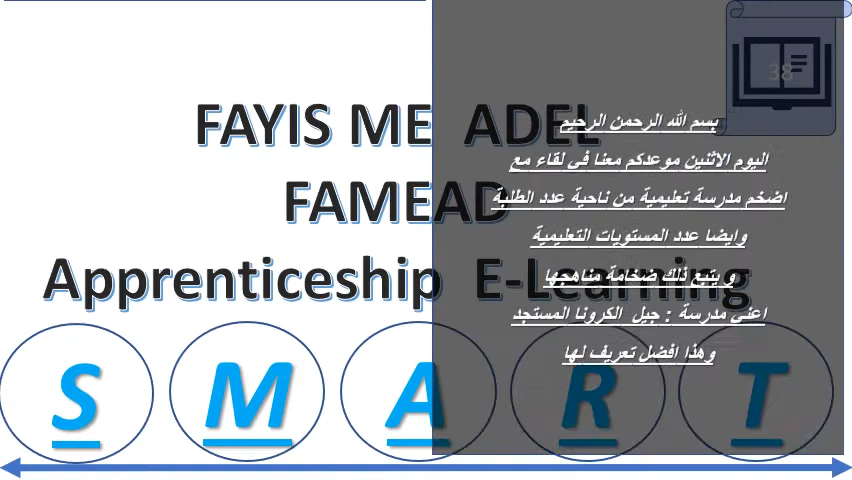 38
FAYIS ME ADEL
FAMEAD
Apprenticeship E-Learning
S M A R T
بسم الله الرحمن الرحيم
اليوم الاثنين موعدكم معنا في لقاء مع
اضخم مدرسة تعليمية من ناحية عدد الطلبة
وايضا عدد المستويات التعليمية
و يتبع ذلك ضخامة مناهجها
اعني مدرسة : جيل الكرونا المستجد
وهذا افضل تعريف لها